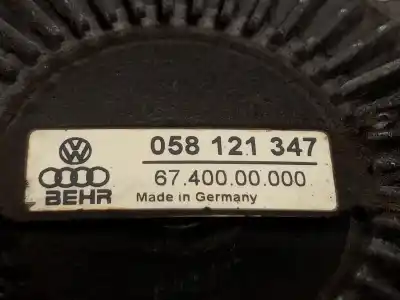 058 121 347
67.400.00.000
BEHR
Made in Germany